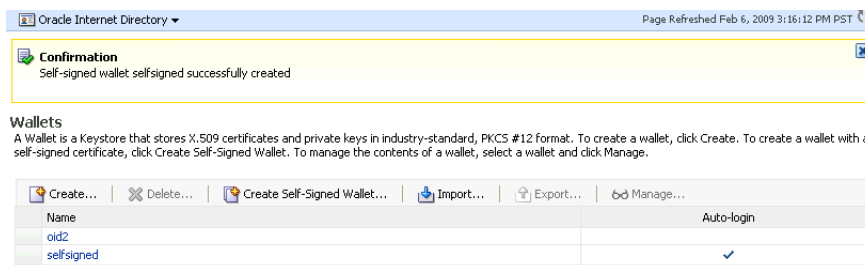 Oracle Internet Directory
Page Refreshed Feb 6, 2009 3:16:12 PM PST
Confirmation
Self-signed wallet selfsigned successfully created
Wallets
A Wallet is a Keystore that stores X.509 certificates and private keys in industry-standard, PKCS #12 format. To create a wallet, click Create. To create a wallet with a
self-signed certificate, click Create Self-Signed Wallet. To manage the contents of a wallet, select a wallet and click Manage.
Create... Delete... Create Self-Signed Wallet... Import... Export... Manage...
Name Auto-login
oid2
selfsigned